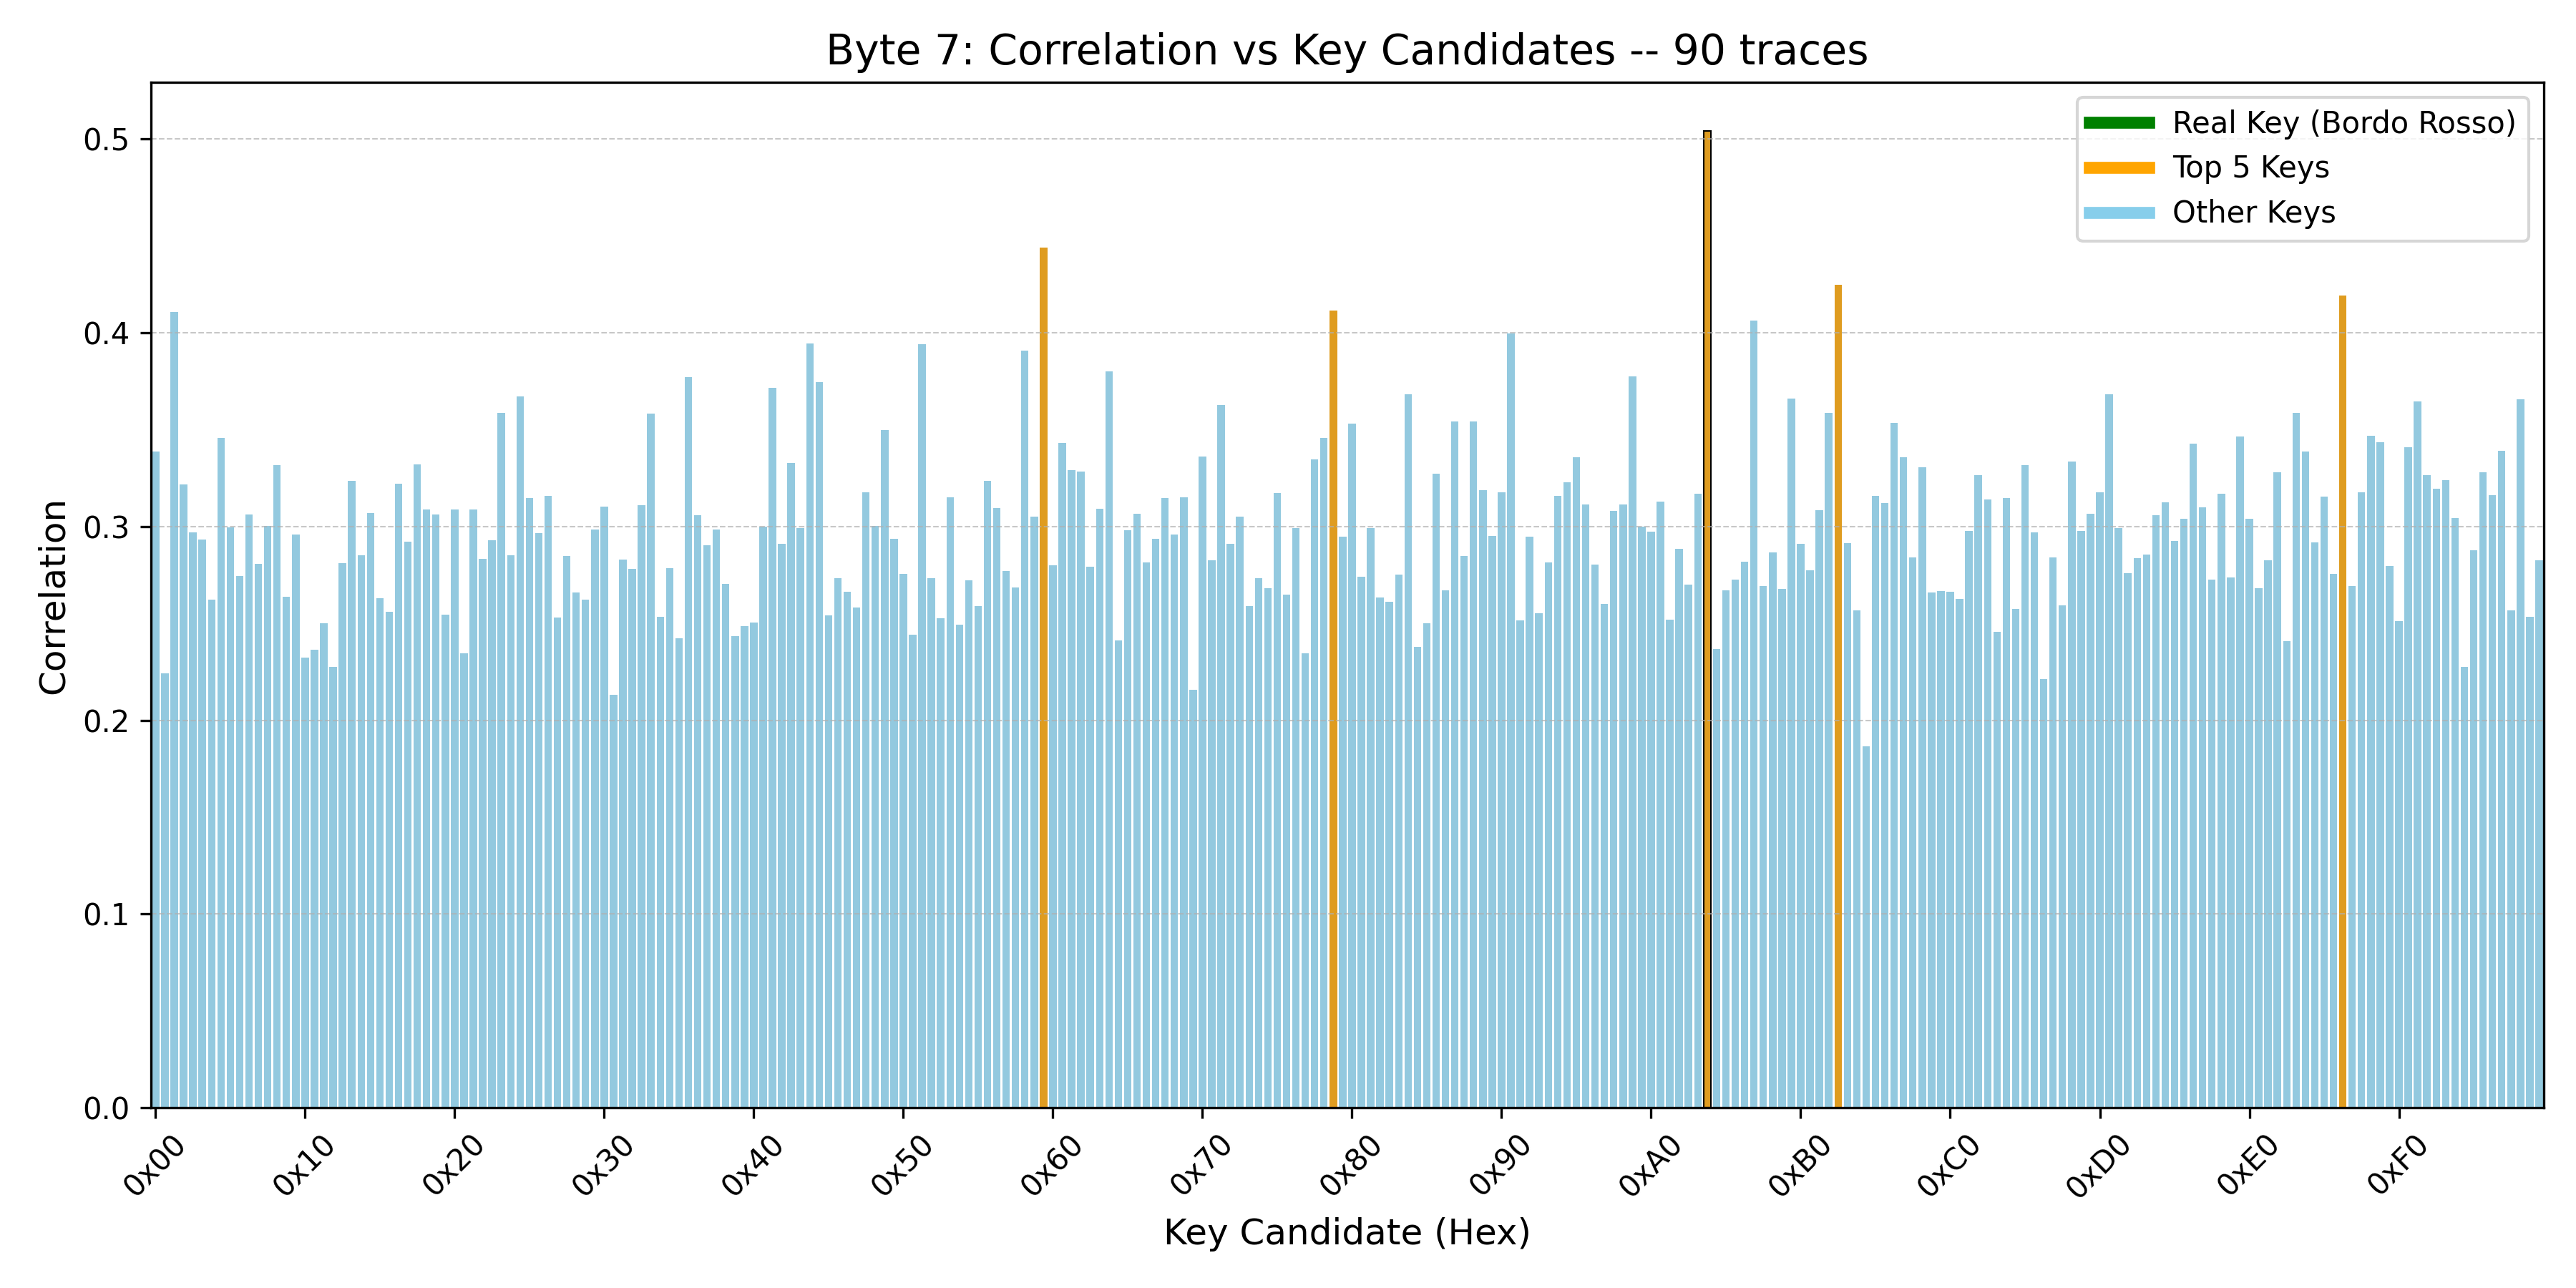 Byte 7: Correlation vs Key Candidates -- 90 traces
Real Key (Bordo Rosso)
Top 5 Keys
Other Keys
Correlation
0.5
0.4
0.3
0.2
0.1
0.0
0x00 0x10 0x20 0x30 0x40 0x50 0x60 0x70 0x80 0x90 0xA0 0xB0 0xC0 0xD0 0xE0 0xF0
Key Candidate (Hex)